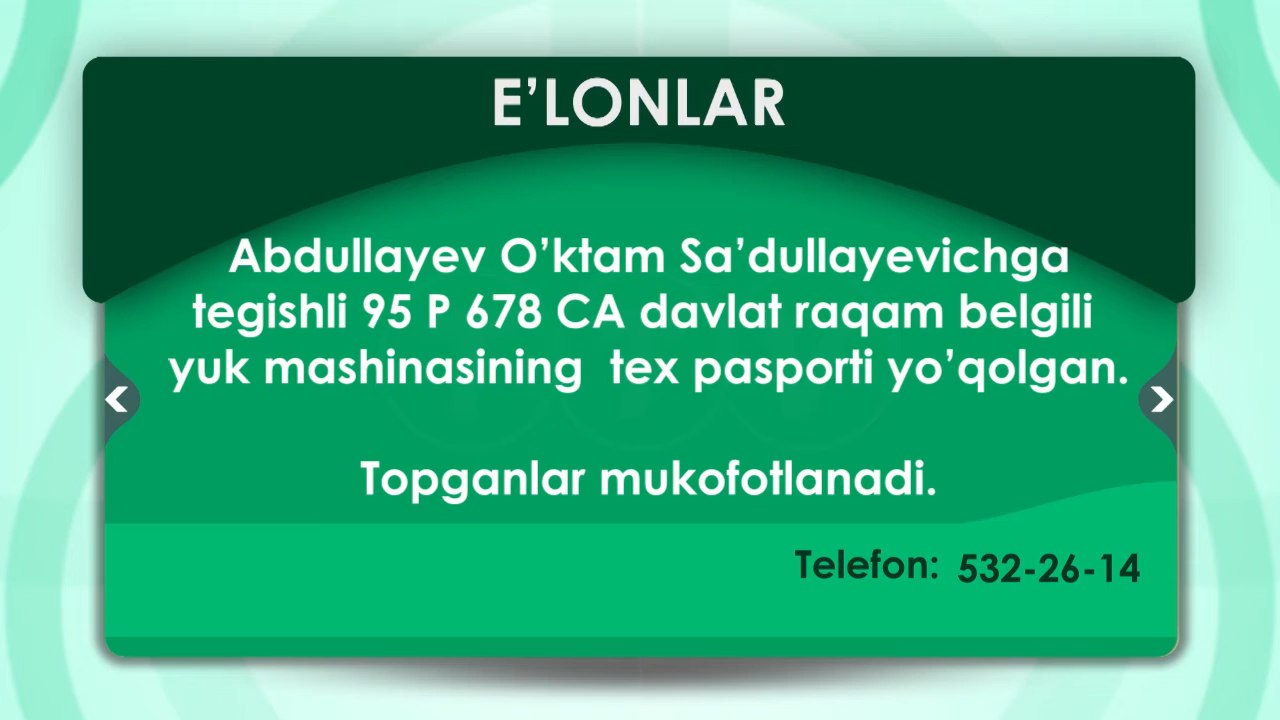 E’LONLAR
Abdullayev O’ktam Sa’dullayevichga
tegishli 95 P 678 CA davlat raqam belgili
yuk mashinasining tex pasporti yo’qolgan.
Topganlar mukofotlanadi.
Telefon: 532-26-14